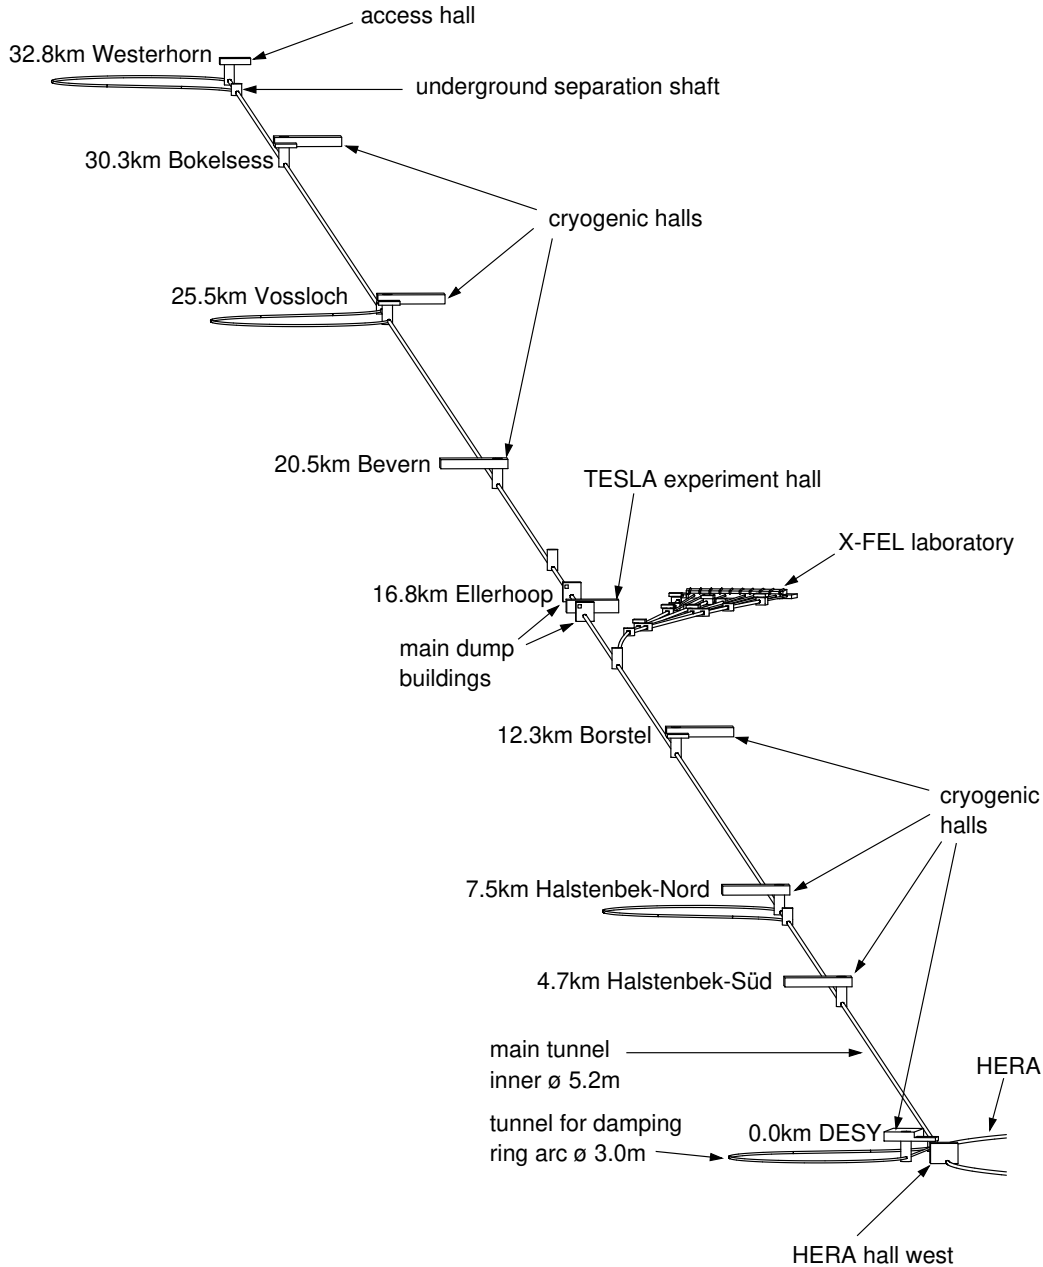 access hall
32.8km Westerhorn
underground separation shaft
30.3km Bokelsess
cryogenic halls
25.5km Vossloch
20.5km Bevern
TESLA experiment hall
X-FEL laboratory
16.8km Ellerhoop
main dump
buildings
12.3km Borstel
cryogenic
halls
7.5km Halstenbek-Nord
4.7km Halstenbek-Süd
main tunnel
inner ø 5.2m
HERA
tunnel for damping
ring arc ø 3.0m
0.0km DESY
HERA hall west